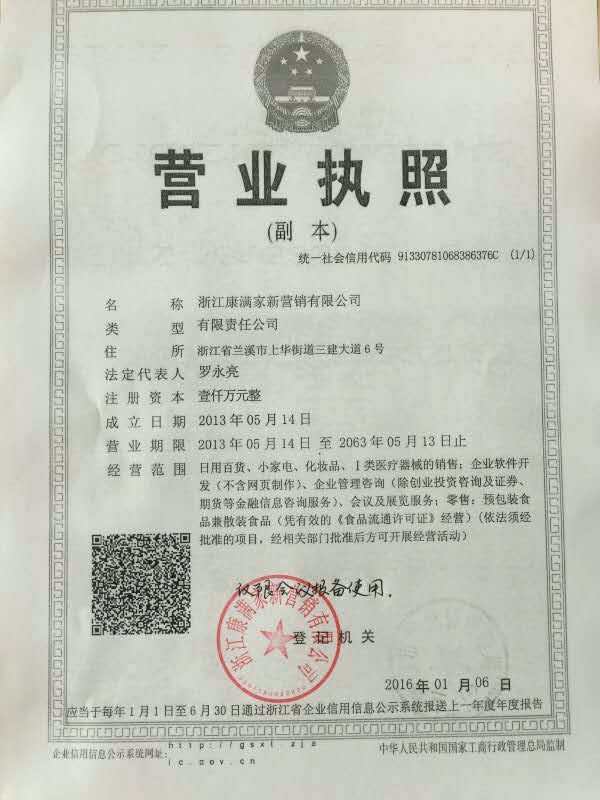 营业执照
(副 本)
统一社会信用代码 91330781068386376C (1/1)
名 称 浙江康满家新营销有限公司
类 型 有限责任公司
住 所 浙江省兰溪市上华街道三建大道6号
法定代表人 罗永亮
注册资本 壹仟万元整
成立日期 2013年05月14日
营业期限 2013年05月14日 至 2063年05月13日止
经营范围 日用百货、小家电、化妆品、I类医疗器械的销售；企业软件开
发（不含网页制作）、企业管理咨询（除创业投资咨询及证券、
期货等金融信息咨询服务）、会议及展览服务；零售：预包装食
品兼散装食品（凭有效的《食品流通许可证》经营）（依法须经
批准的项目，经相关部门批准后方可开展经营活动）
仅限会议报备使用.
浙江康满家新营销有限公司
登记机关
2016年01月06日
应当于每年1月1日至6月30日通过浙江省企业信用信息公示系统报送上一年度年度报告
企业信用信息公示系统网址:
http://gsxt.zja
ic.gov.cn
中华人民共和国国家工商行政管理总局监制